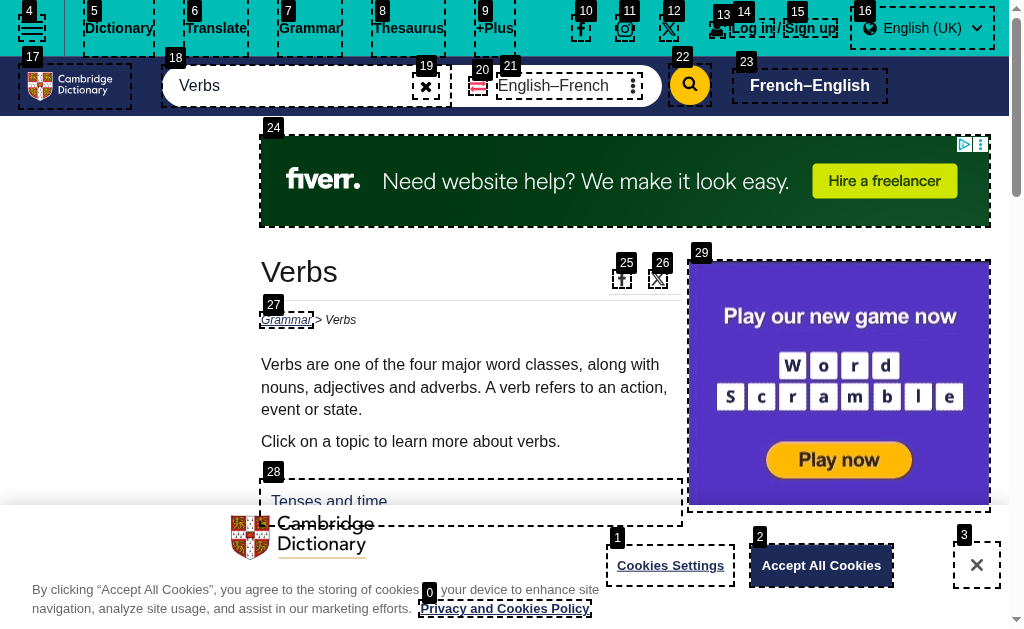 4 5 6 7 8 9 10 11 12 13 14 15 16
Dictionary Translate Grammar Thesaurus +Plus Log in / Sign up English (UK)
17 18 19 20 21 22 23
Cambridge
Dictionary
Verbs
English–French
French–English
24
fiverr. Need website help? We make it look easy. Hire a freelancer
Verbs
25 26
27
Grammar > Verbs
Verbs are one of the four major word classes, along with
nouns, adjectives and adverbs. A verb refers to an action,
event or state.
Click on a topic to learn more about verbs.
28
Tenses and time
29
Play our new game now
Word
Scramble
Play now
Cambridge
Dictionary
By clicking “Accept All Cookies”, you agree to the storing of cookies 0 your device to enhance site
navigation, analyze site usage, and assist in our marketing efforts. Privacy and Cookies Policy
1
Cookies Settings
2
Accept All Cookies
3